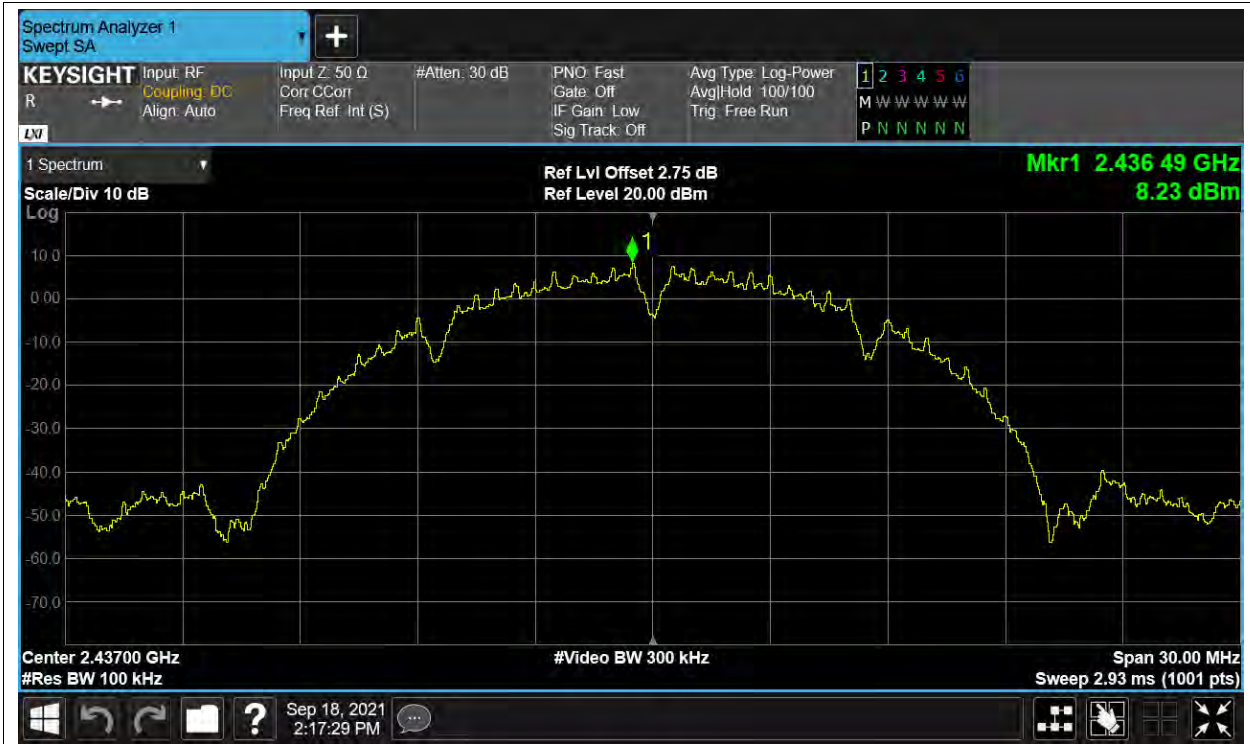 Spectrum Analyzer 1
Swept SA
+
KEYSIGHT
R
LXI
Input: RF
Coupling: DC
Align: Auto
Input Z: 50 Ω
Corr CCorr
Freq Ref: Int (S)
#Atten: 30 dB
PNO: Fast
Gate: Off
IF Gain: Low
Sig Track: Off
Avg Type: Log-Power
Avg|Hold: 100/100
Trig: Free Run
1 2 3 4 5 6
M W W W W W
P N N N N N
1 Spectrum
Scale/Div 10 dB
Log
Ref Lvl Offset 2.75 dB
Ref Level 20.00 dBm
Mkr1 2.436 49 GHz
8.23 dBm
1
10.0
0.00
-10.0
-20.0
-30.0
-40.0
-50.0
-60.0
-70.0
Center 2.43700 GHz
#Res BW 100 kHz
#Video BW 300 kHz
Span 30.00 MHz
Sweep 2.93 ms (1001 pts)
?
Sep 18, 2021
2:17:29 PM